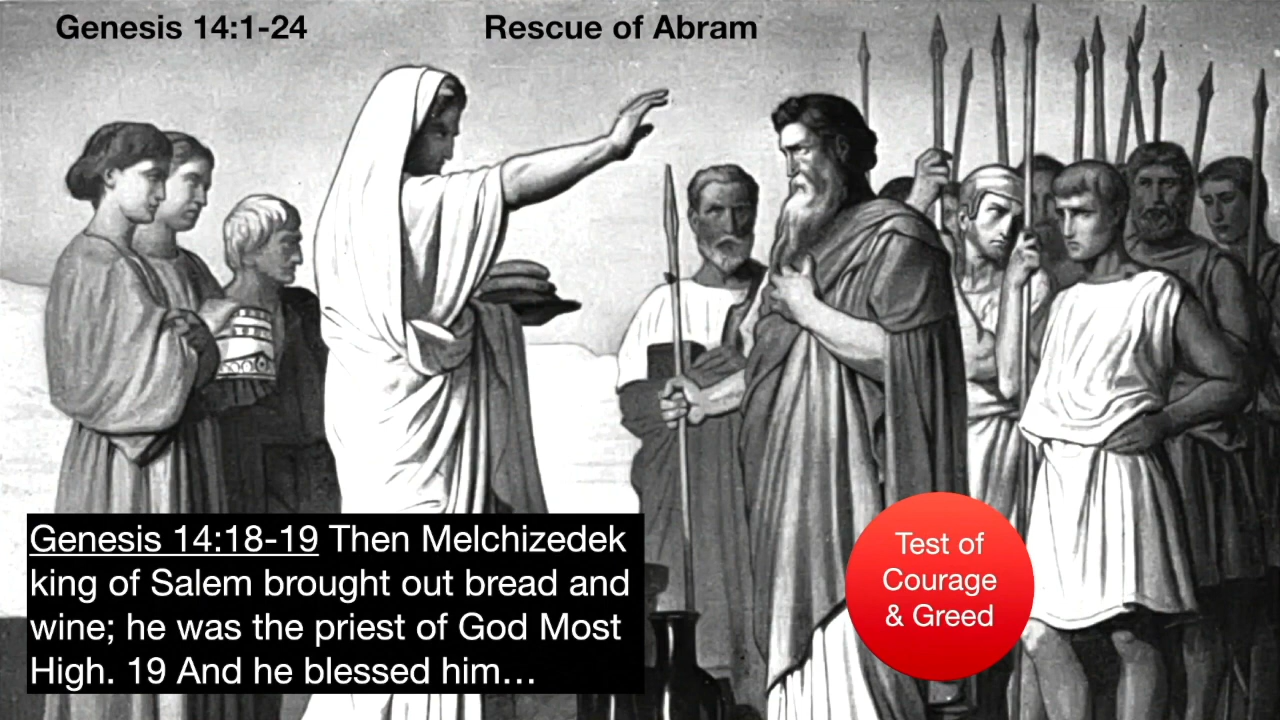 Genesis 14:1-24
Rescue of Abram
Genesis 14:18-19 Then Melchizedek
king of Salem brought out bread and
wine; he was the priest of God Most
High. 19 And he blessed him…
Test of
Courage
& Greed